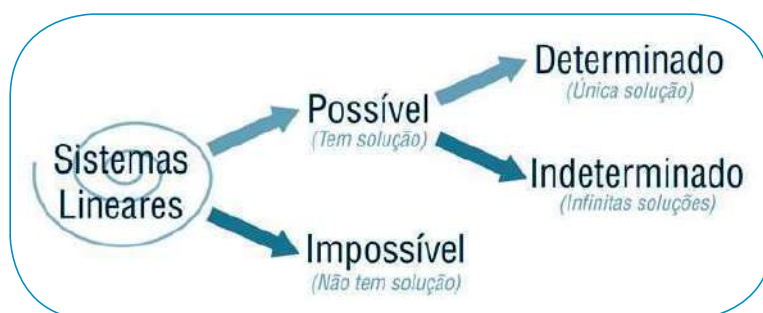 Sistemas
Lineares
Possível
(Tem solução)
Determinado
(Única solução)
Indeterminado
(Infinitas soluções)
Impossível
(Não tem solução)